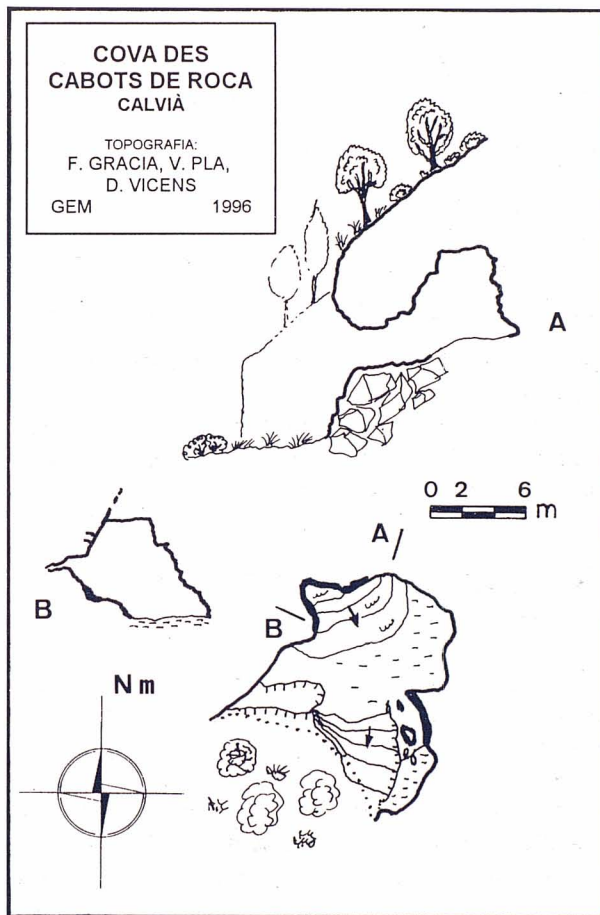 COVA DES
CABOTS DE ROCA
CALVIÀ
TOPOGRAFIA:
F. GRACIA, V. PLA,
D. VICENS
GEM 1996
A
0 2 6
m
A
B
B
N m